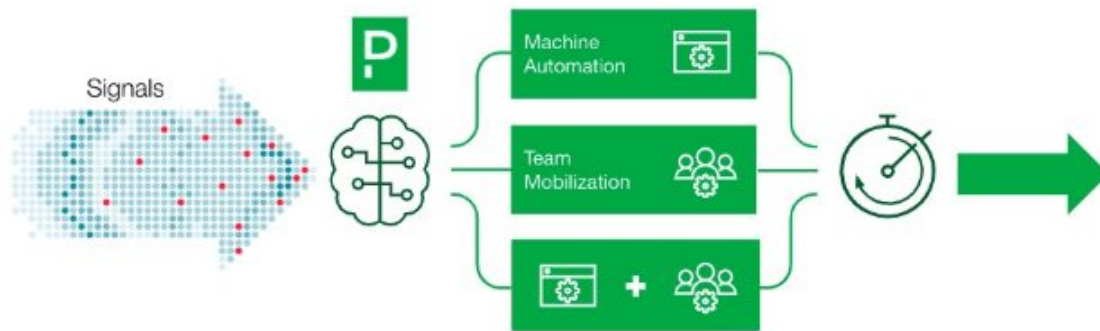 Signals
P
Machine
Automation
Team
Mobilization
+